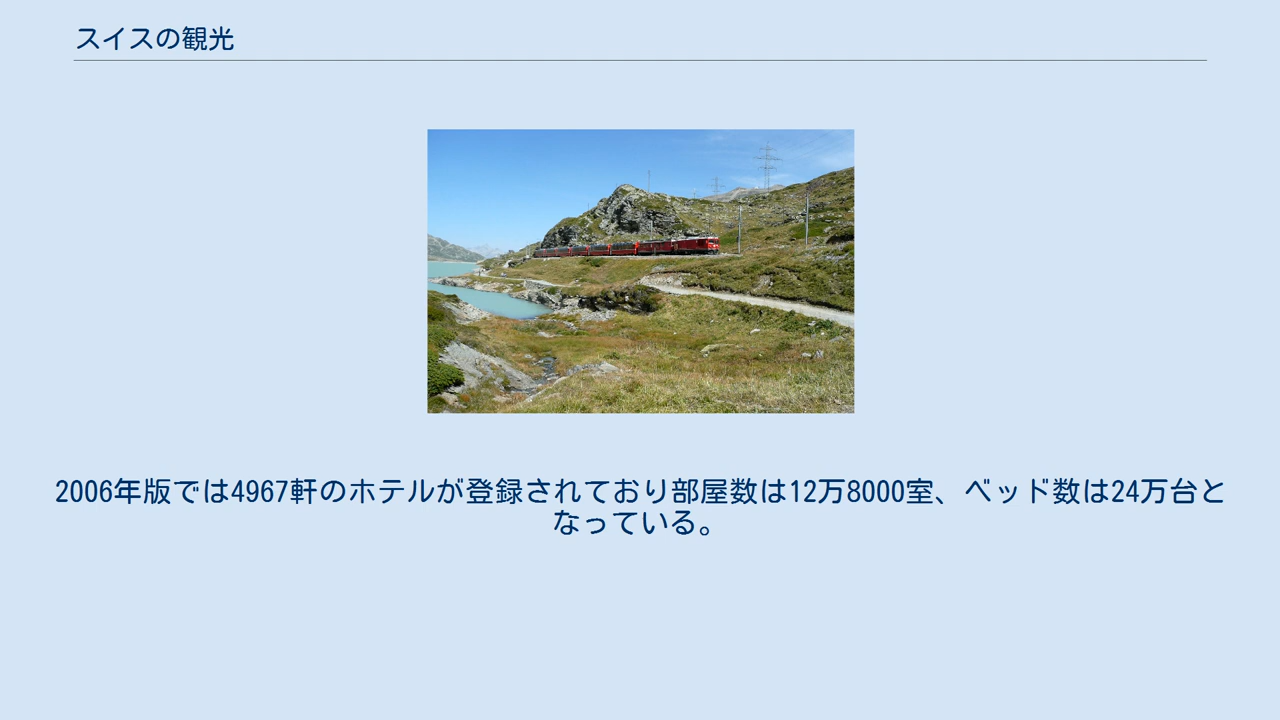 スイスの観光
2006年版では4967軒のホテルが登録されており部屋数は12万8000室、ベッド数は24万台と
なっている。